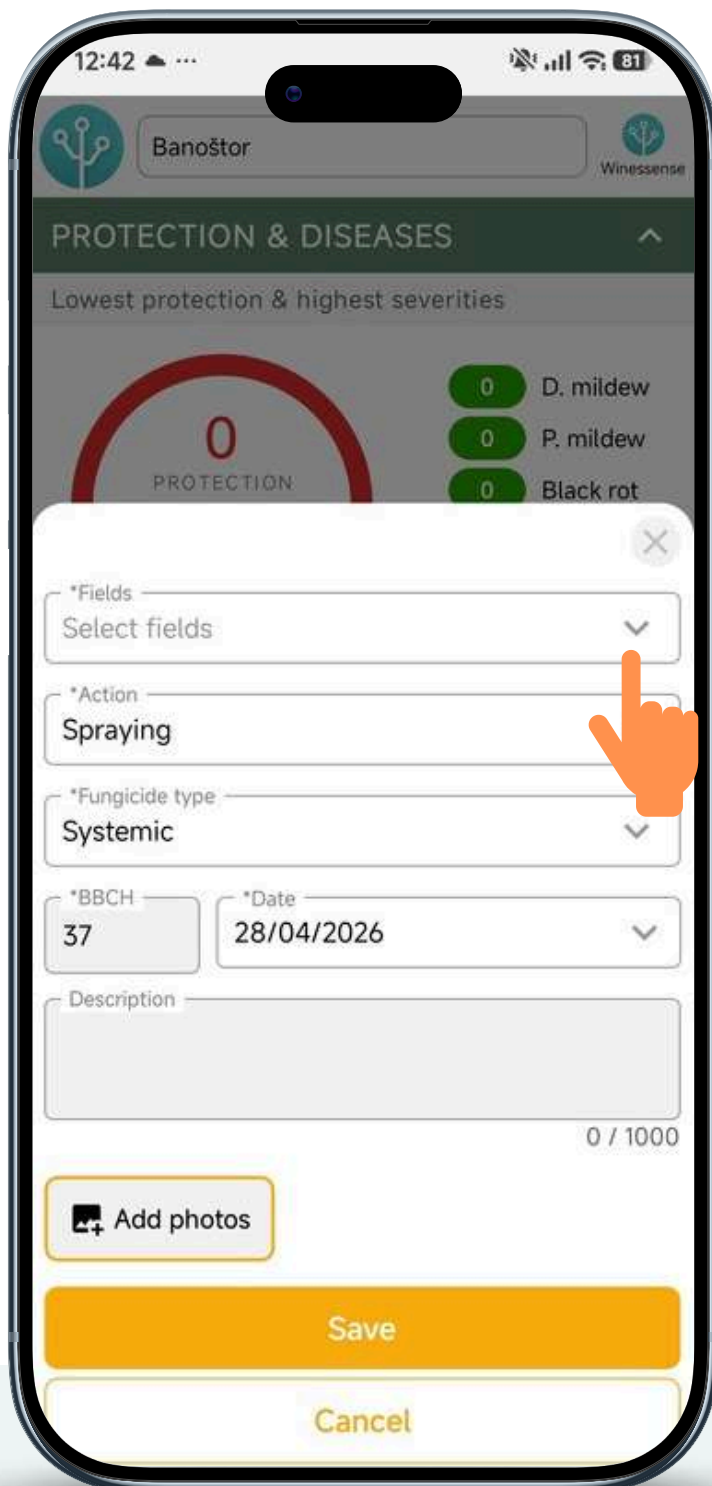 12:42
81
Banoštor
Winessense
PROTECTION & DISEASES
Lowest protection & highest severities
0
PROTECTION
0 D. mildew
0 P. mildew
0 Black rot
*Fields
Select fields
*Action
Spraying
*Fungicide type
Systemic
*BBCH
37
*Date
28/04/2026
Description
0 / 1000
Add photos
Save
Cancel